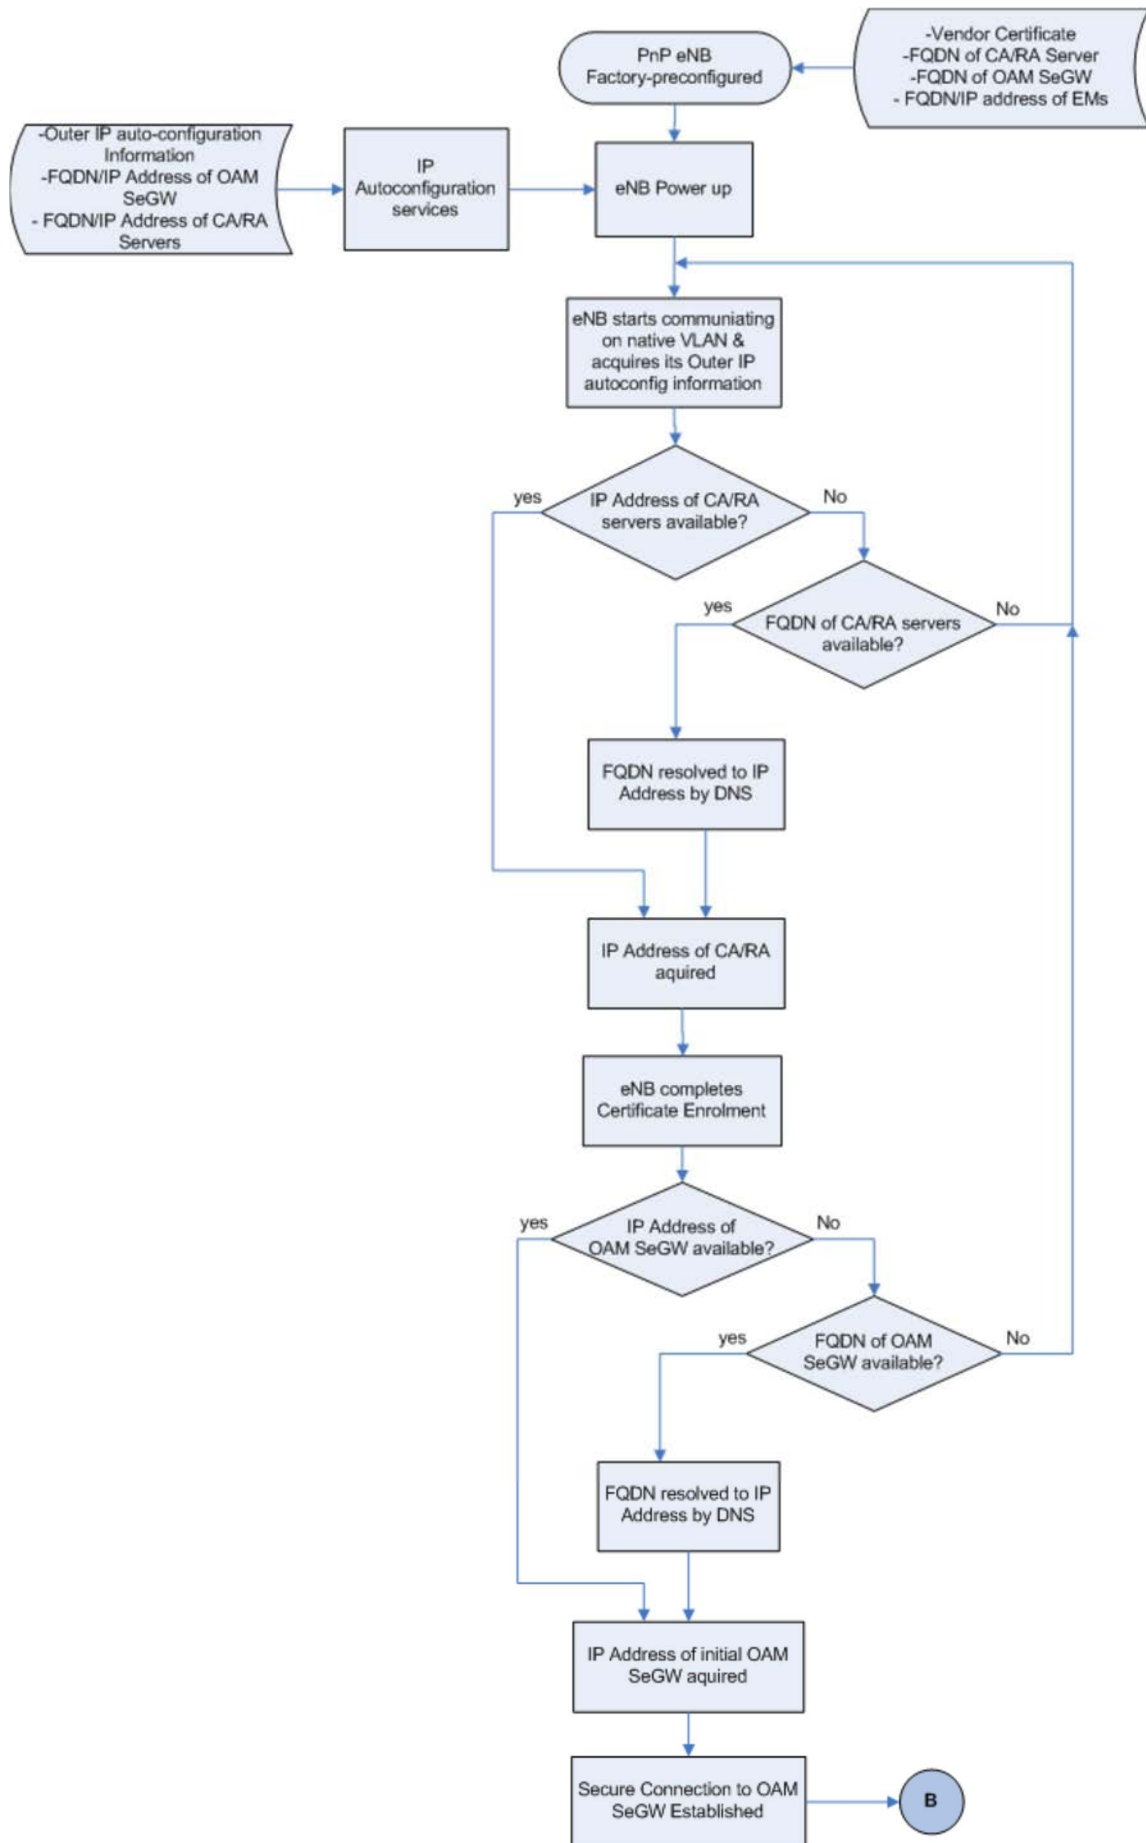 PnP eNB
Factory-preconfigured
-Vendor Certificate
-FQDN of CA/RA Server
-FQDN of OAM SeGW
- FQDN/IP address of EMs
-Outer IP auto-configuration
Information
-FQDN/IP Address of OAM
SeGW
- FQDN/IP Address of CA/RA
Servers
IP
Autoconfiguration
services
eNB Power up
eNB starts communiating
on native VLAN &
acquires its Outer IP
autoconfig information
yes
IP Address of CA/RA
servers available?
No
yes
FQDN of CA/RA servers
available?
No
FQDN resolved to IP
Address by DNS
IP Address of CA/RA
aquired
eNB completes
Certificate Enrolment
yes
IP Address of
OAM SeGW available?
No
yes
FQDN of OAM
SeGW available?
No
FQDN resolved to IP
Address by DNS
IP Address of initial OAM
SeGW aquired
Secure Connection to OAM
SeGW Established
B